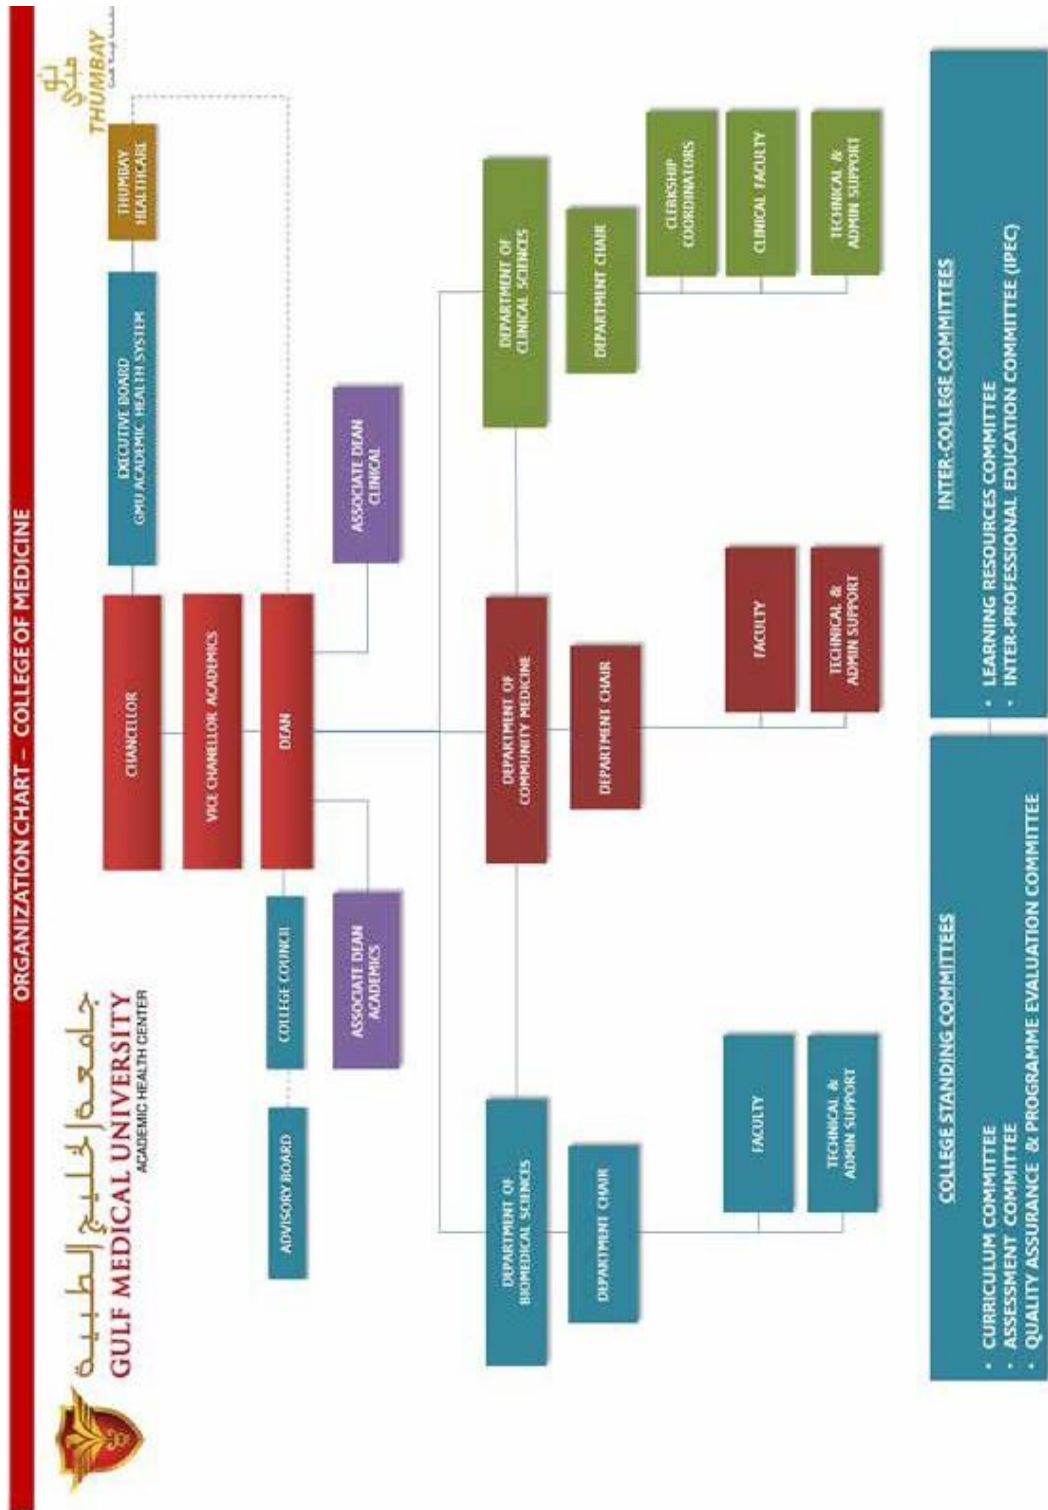 ORGANIZATION CHART – COLLEGE OF MEDICINE
جامعة الخليج الطبية
GULF MEDICAL UNIVERSITY
ACADEMIC HEALTH CENTER
ثومبي
THUMBAY
CHANCELLOR
EXECUTIVE BOARD
GMU ACADEMIC HEALTH SYSTEM
THUMBAY
HEALTHCARE
VICE CHANELLOR ACADEMICS
ADVISORY BOARD
COLLEGE COUNCIL
DEAN
ASSOCIATE DEAN
ACADEMICS
ASSOCIATE DEAN
CLINICAL
DEPARTMENT OF
BIOMEDICAL SCIENCES
DEPARTMENT OF
COMMUNITY MEDICINE
DEPARTMENT OF
CLINICAL SCIENCES
DEPARTMENT CHAIR
DEPARTMENT CHAIR
DEPARTMENT CHAIR
CLERKSHIP
COORDINATORS
FACULTY
FACULTY
CLINICAL FACULTY
TECHNICAL &
ADMIN SUPPORT
TECHNICAL &
ADMIN SUPPORT
TECHNICAL &
ADMIN SUPPORT
COLLEGE STANDING COMMITTEES
• CURRICULUM COMMITTEE
• ASSESSMENT COMMITTEE
• QUALITY ASSURANCE & PROGRAMME EVALUATION COMMITTEE
INTER-COLLEGE COMMITTEES
• LEARNING RESOURCES COMMITTEE
• INTER-PROFESSIONAL EDUCATION COMMITTEE (IPEC)